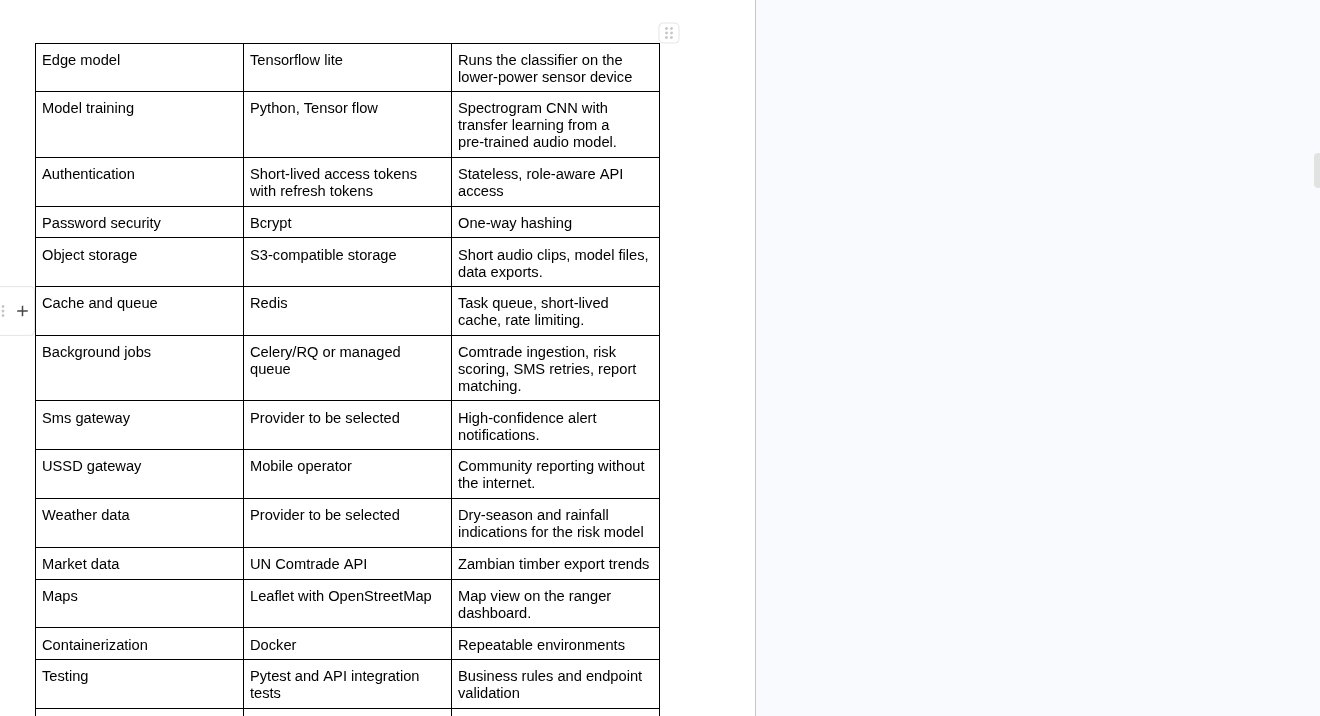 Edge model
Tensorflow lite
Runs the classifier on the
lower-power sensor device
Model training
Python, Tensor flow
Spectrogram CNN with
transfer learning from a
pre-trained audio model.
Authentication
Short-lived access tokens
with refresh tokens
Stateless, role-aware API
access
Password security
Bcrypt
One-way hashing
Object storage
S3-compatible storage
Short audio clips, model files,
data exports.
Cache and queue
Redis
Task queue, short-lived
cache, rate limiting.
Background jobs
Celery/RQ or managed
queue
Comtrade ingestion, risk
scoring, SMS retries, report
matching.
Sms gateway
Provider to be selected
High-confidence alert
notifications.
USSD gateway
Mobile operator
Community reporting without
the internet.
Weather data
Provider to be selected
Dry-season and rainfall
indications for the risk model
Market data
UN Comtrade API
Zambian timber export trends
Maps
Leaflet with OpenStreetMap
Map view on the ranger
dashboard.
Containerization
Docker
Repeatable environments
Testing
Pytest and API integration
tests
Business rules and endpoint
validation